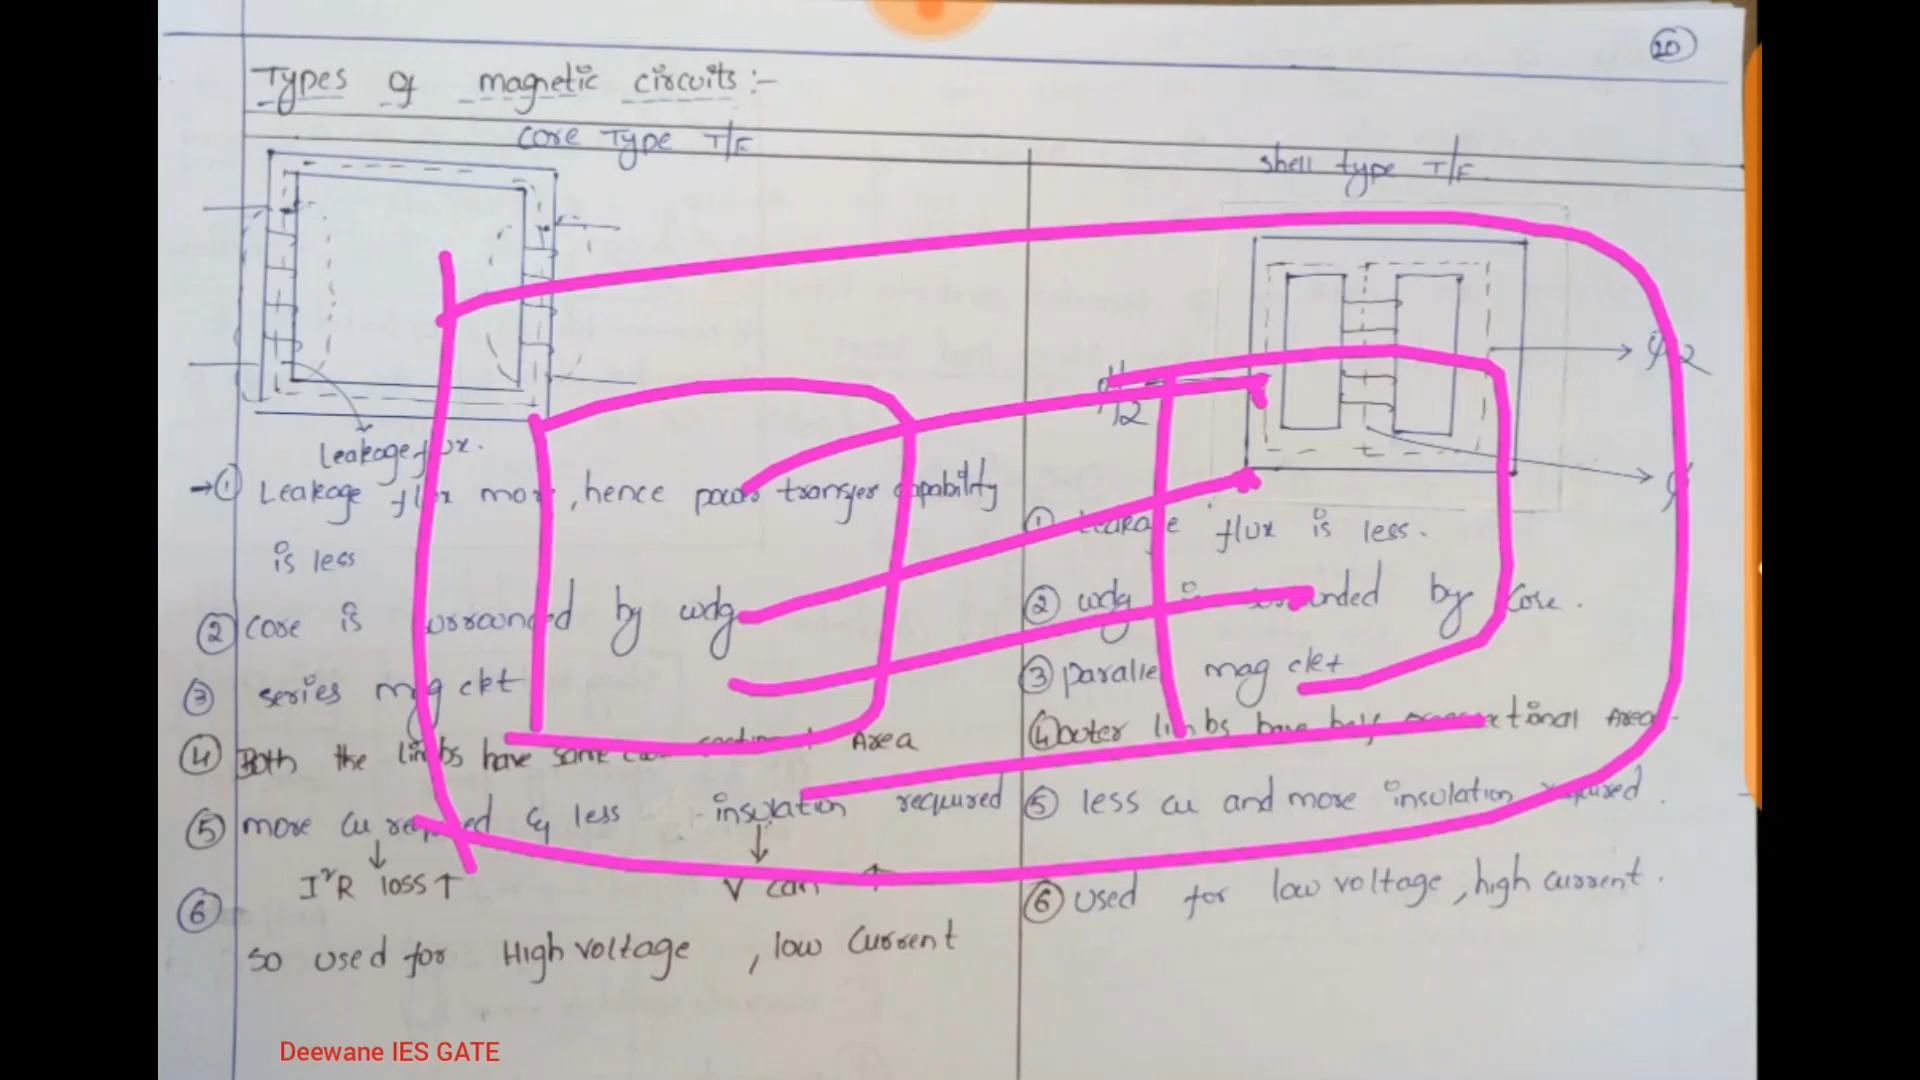 20
Types of magnetic circuits :-
Core Type T/F
Leakage flux.
→① Leakage flux more, hence power transfer capability
is less
② core is surrounded by wdg
③ series mag ckt
④ Both the limbs have same Area
⑤ more cu required & less insulation required
↓ ↓
I²R loss ↑ V can ↑
⑥
so used for High voltage, low current
shell type T/F
φ/2
φ/2
φ
① Leakage flux is less.
② wdg is surrounded by core.
③ parallel mag ckt
④ outer limbs have Area
⑤ less cu and more insulation required.
⑥ used for low voltage, high current.
Deewane IES GATE